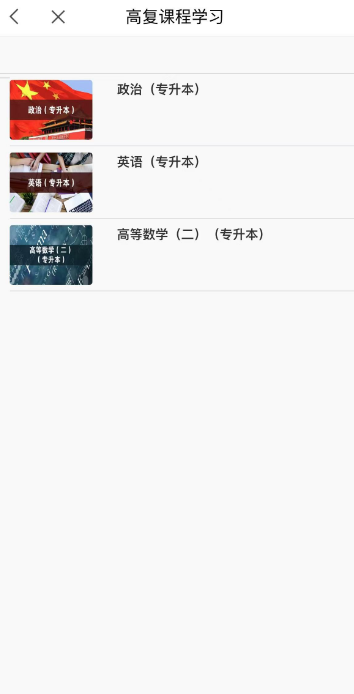 高复课程学习
政治（专升本）
政治（专升本）
英语（专升本）
英语（专升本）
高等数学（二）（专升本）
高等数学（二）
（专升本）